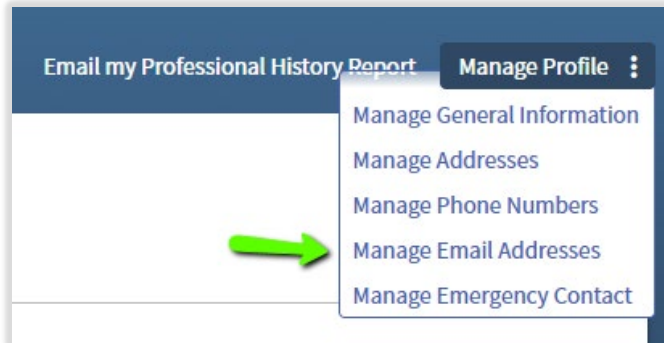 Email my Professional History Report Manage Profile
Manage General Information
Manage Addresses
Manage Phone Numbers
Manage Email Addresses
Manage Emergency Contact